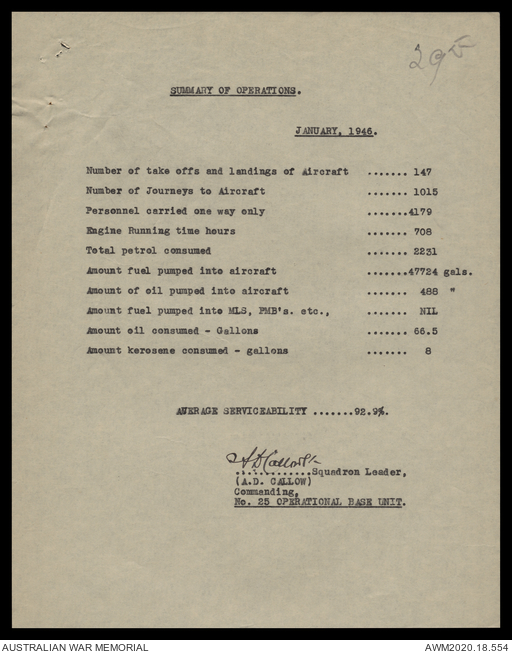 295
SUMMARY OF OPERATIONS.
JANUARY, 1946.
Number of take offs and landings of Aircraft ....... 147
Number of Journeys to Aircraft ....... 1015
Personnel carried one way only .......4179
Engine Running time hours ....... 708
Total petrol consumed ....... 2231
Amount fuel pumped into aircraft .......47724 gals.
Amount of oil pumped into aircraft ....... 488 "
Amount fuel pumped into MLS, PMB's. etc., ....... NIL
Amount oil consumed - Gallons ....... 66.5
Amount kerosene consumed - gallons ....... 8
AVERAGE SERVICEABILITY .......92.9%.
A D Callow
.............Squadron Leader,
(A.D. CALLOW)
Commanding,
No. 25 OPERATIONAL BASE UNIT.
AUSTRALIAN WAR MEMORIAL AWM2020.18.554